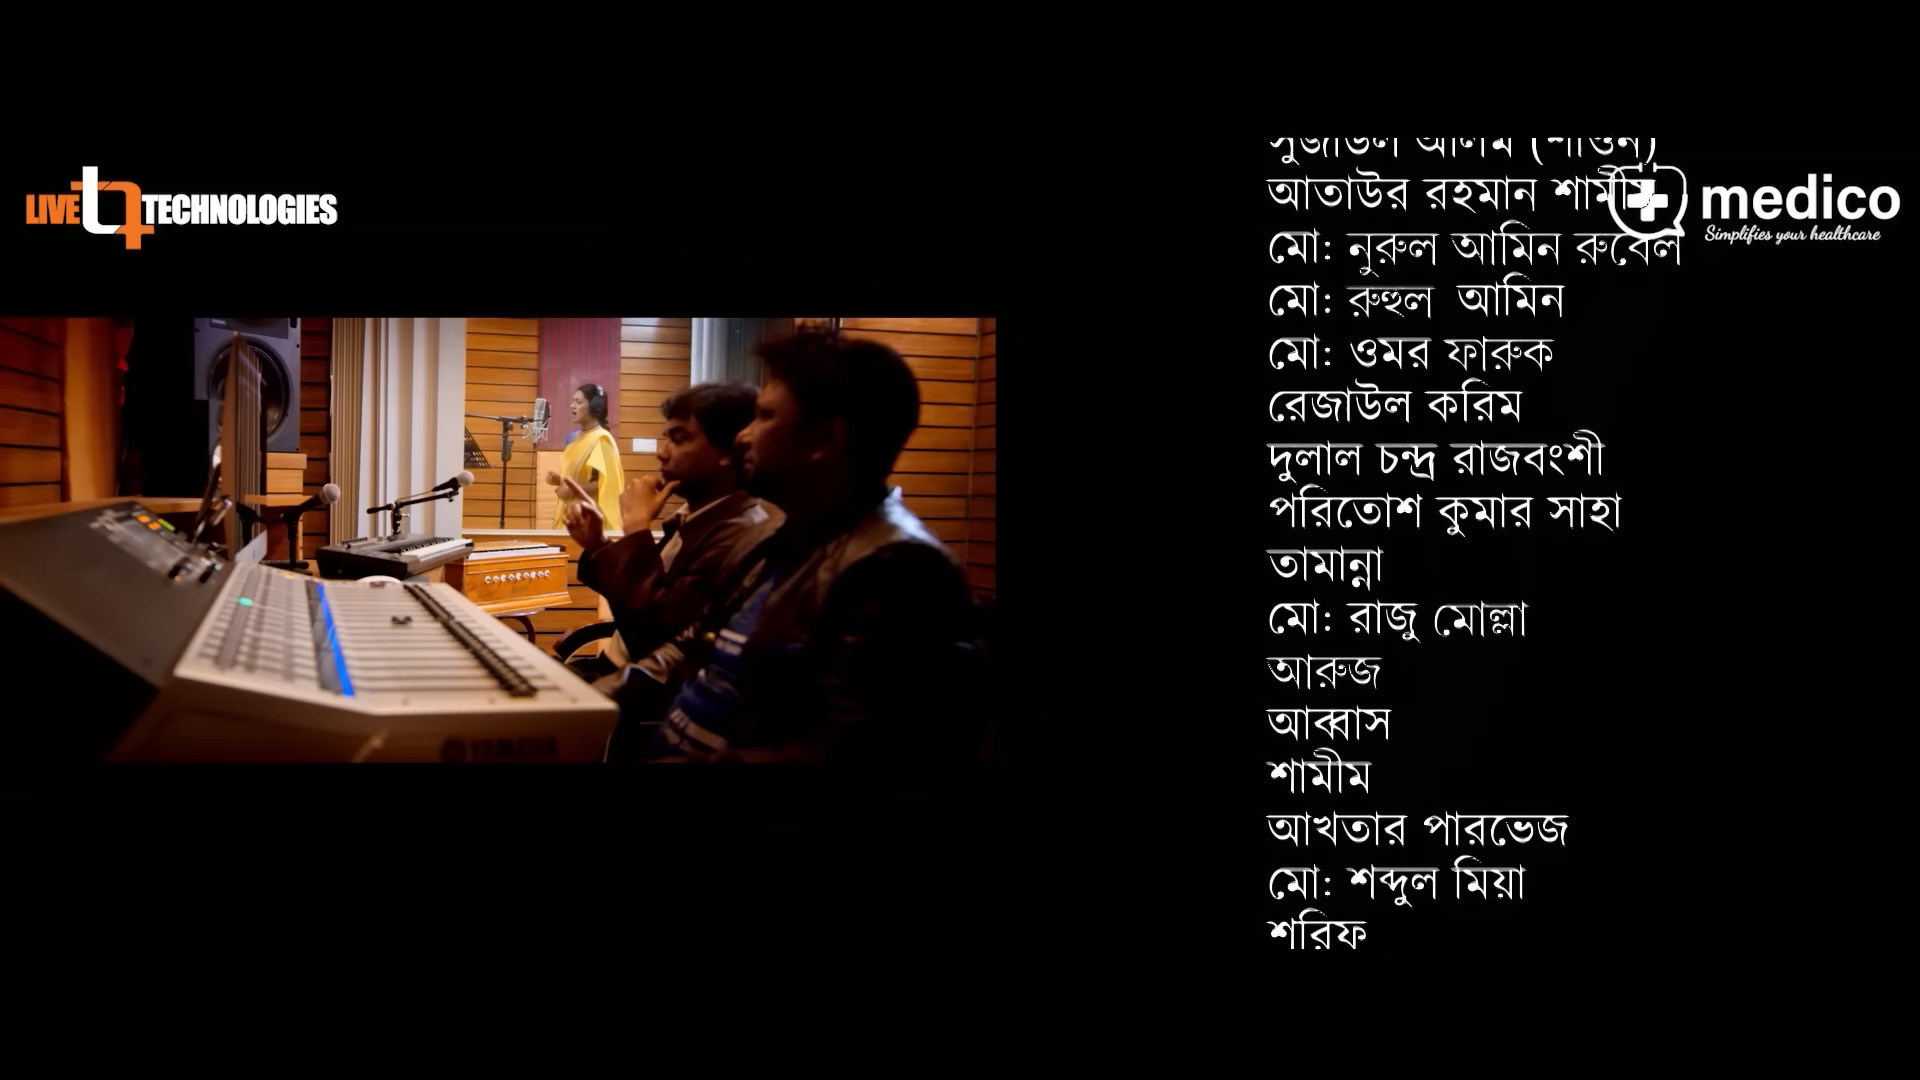 LIVE TECHNOLOGIES
medico
Simplifies your healthcare
আতাউর রহমান শামীম
মো: নুরুল আমিন রুবেল
মো: রুহুল আমিন
মো: ওমর ফারুক
রেজাউল করিম
দুলাল চন্দ্র রাজবংশী
পরিতোশ কুমার সাহা
তামান্না
মো: রাজু মোল্লা
আরুজ
আব্বাস
শামীম
আখতার পারভেজ
মো: শব্দুল মিয়া
শরিফ
YAMAHA